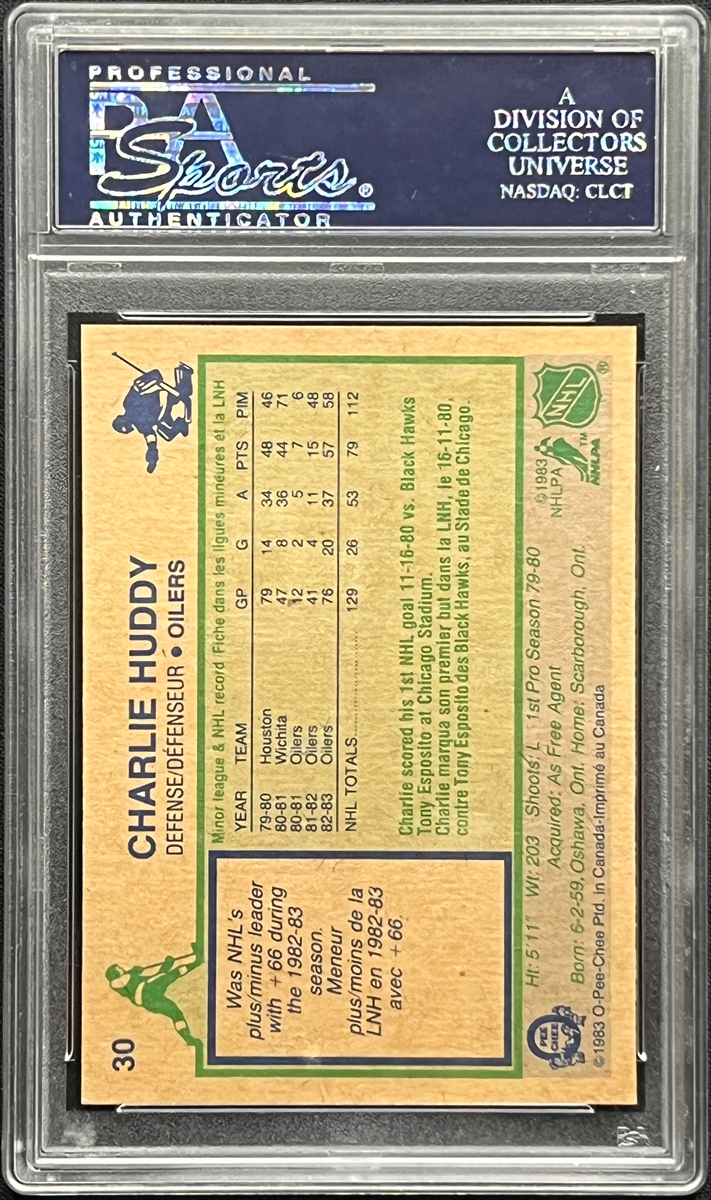 PROFESSIONAL
PSA
Sports®
AUTHENTICATOR
A
DIVISION OF
COLLECTORS
UNIVERSE
NASDAQ: CLCT
30
CHARLIE HUDDY
DEFENSE/DÉFENSEUR • OILERS
Was NHL's
plus/minus leader
with +66 during
the 1982-83
season.
Meneur
plus/moins de la
LNH en 1982-83
avec +66.
Minor league & NHL record/Fiche dans les ligues mineures et la LNH
YEAR TEAM GP G A PTS PIM
79-80 Houston 79 14 34 48 46
80-81 Wichita 47 8 36 44 71
80-81 Oilers 12 2 5 7 6
81-82 Oilers 41 4 11 15 48
82-83 Oilers 76 20 37 57 58
NHL TOTALS 129 26 53 79 112
Charlie scored his 1st NHL goal 11-16-80 vs. Black Hawks
Tony Esposito at Chicago Stadium.
Charlie marqua son premier but dans la LNH, le 16-11-80,
contre Tony Esposito des Black Hawks, au Stade de Chicago.
Ht: 5'11" Wt: 203 Shoots: L 1st Pro Season 79-80
Acquired: As Free Agent
Born: 6-2-59, Oshawa, Ont. Home: Scarborough, Ont.
O PEE CHEE
©1983 O-Pee-Chee Ptd. in Canada-Imprimé au Canada
©1983
NHLPA
NHLPA
™
NHL
®